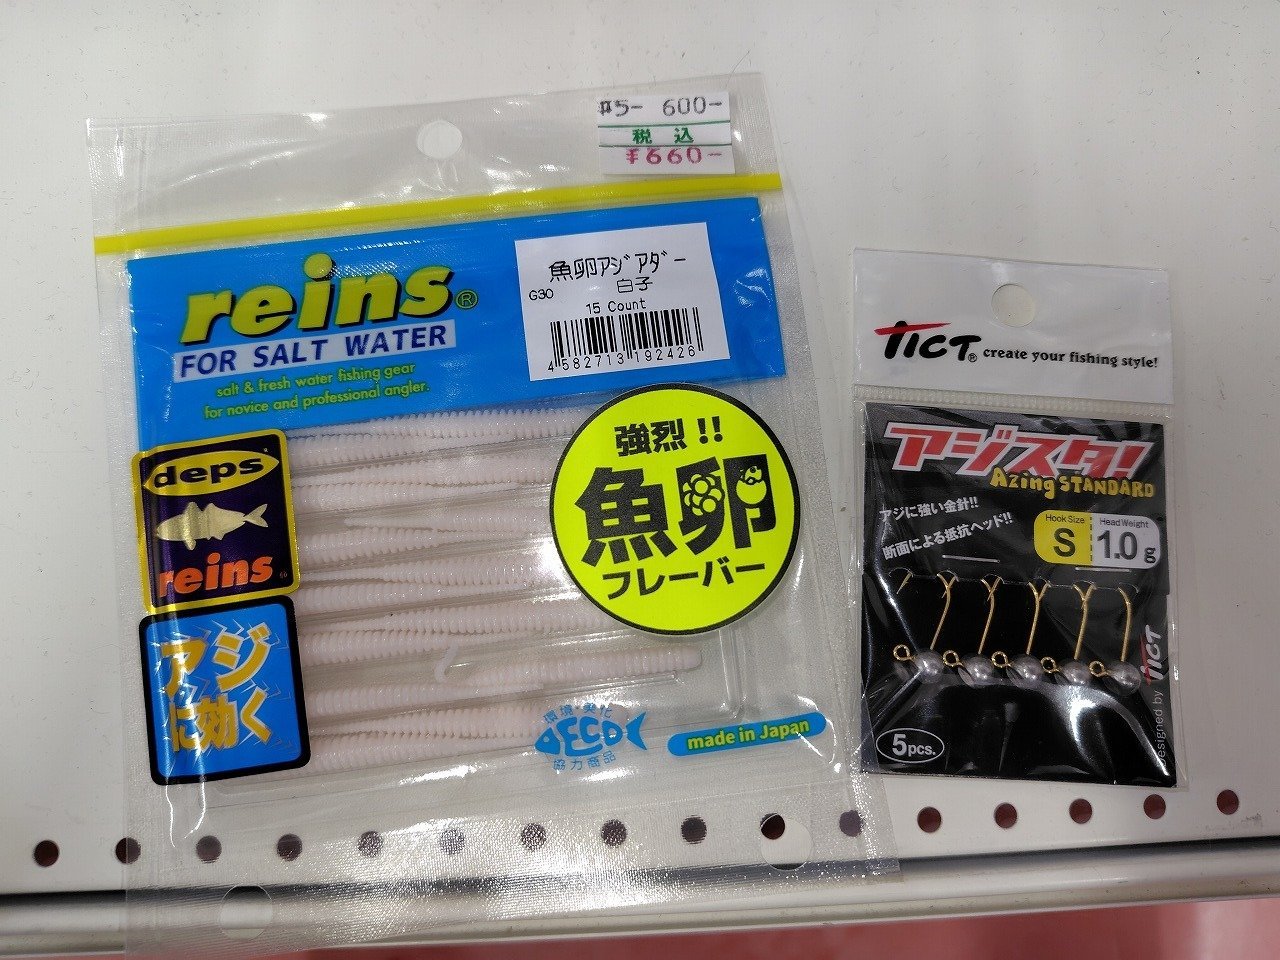 #5- 600-
税 込
¥660-
reins®
FOR SALT WATER
salt & fresh water fishing gear
for novice and professional angler.
魚卵ｱｼﾞｱﾀﾞｰ
G30 白子
15 Count
4 582713 192426
deps
reins
アジ
に効く
強烈!!
魚卵
フレーバー
ECO
協力商品
made in Japan
TICT® create your fishing style!
アジスタ!
Azing STANDARD
アジに強い金針!!
断面による抵抗ヘッド!!
Hook Size
S
Head Weight
1.0g
5pcs.
Designed by TICT